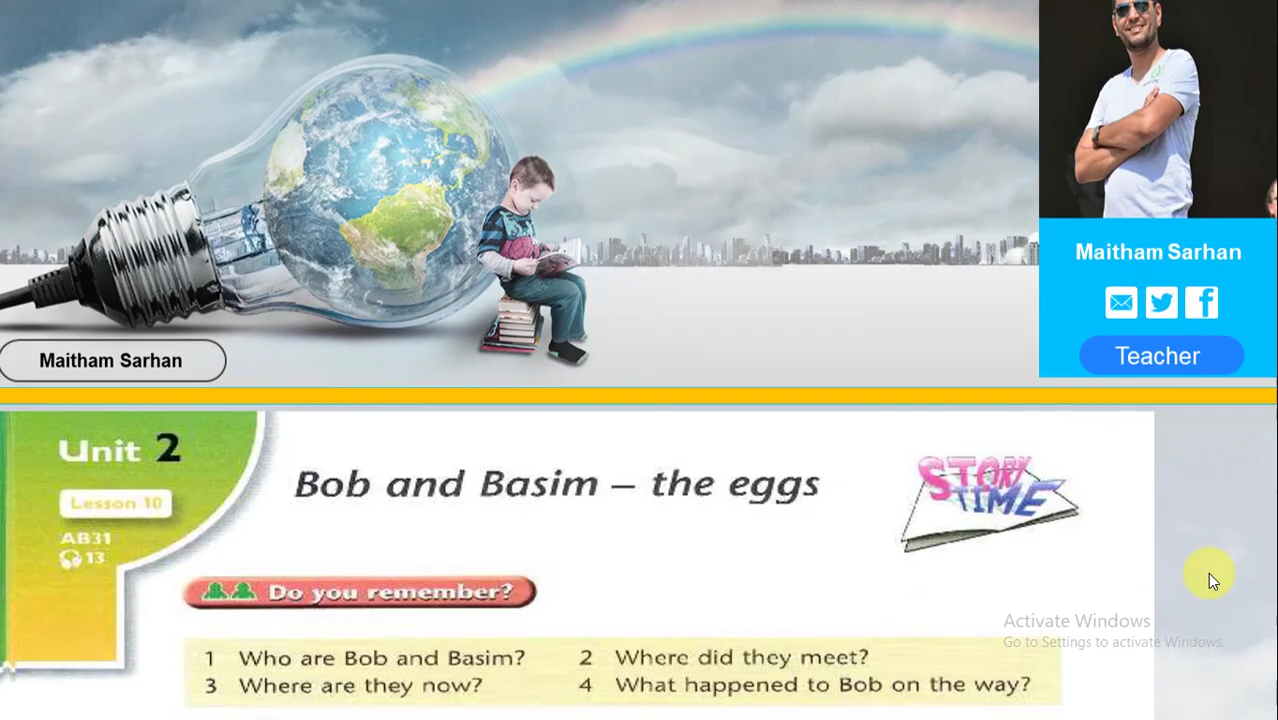 Maitham Sarhan
Teacher
Maitham Sarhan
Unit 2
Lesson 10
AB31
13
Bob and Basim – the eggs
STORY
TIME
Do you remember?
1 Who are Bob and Basim? 2 Where did they meet?
3 Where are they now? 4 What happened to Bob on the way?
Activate Windows
Go to Settings to activate Windows.